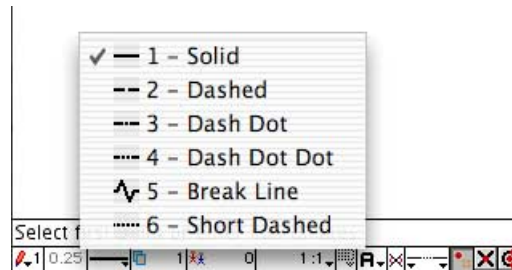 1 – Solid
2 – Dashed
3 – Dash Dot
4 – Dash Dot Dot
5 – Break Line
6 – Short Dashed
Select
1 0.25 1 0 1:1 A